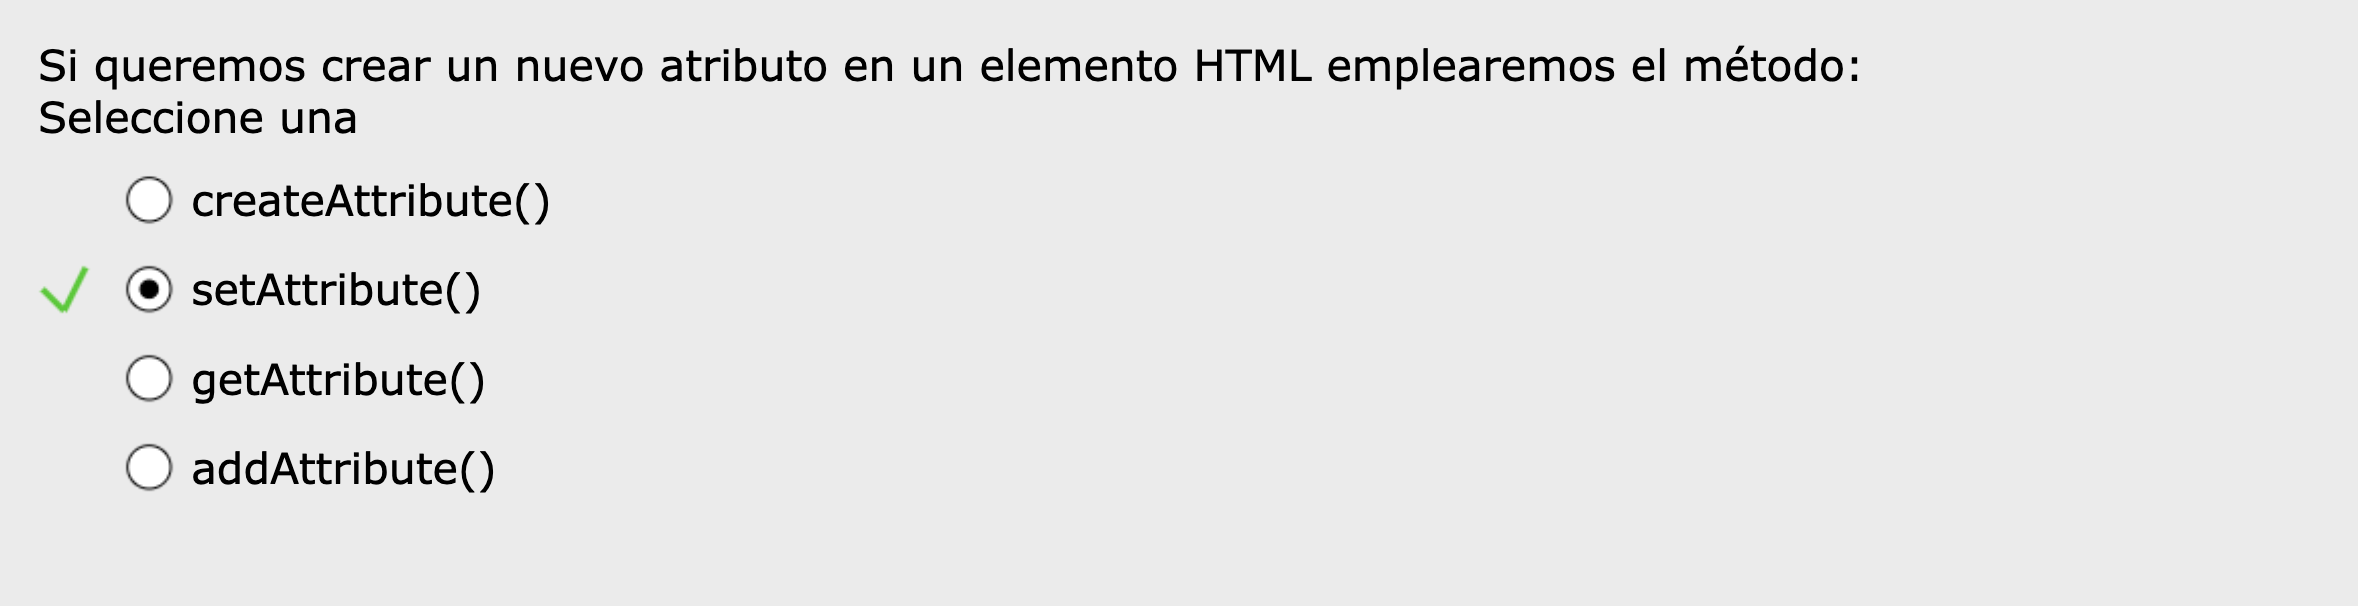 Si queremos crear un nuevo atributo en un elemento HTML emplearemos el método:
Seleccione una
createAttribute()
setAttribute()
getAttribute()
addAttribute()